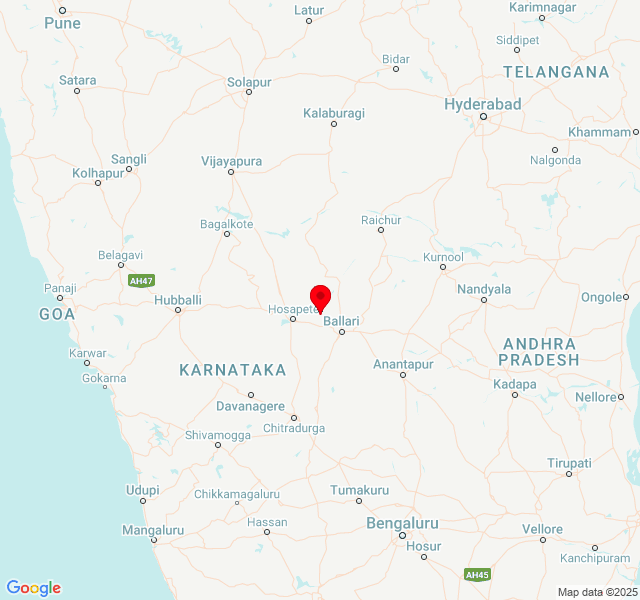 Pune
Latur
Karimnagar
Siddipet
Bidar
Satara
Solapur
TELANGANA
Kalaburagi
Hyderabad
Khammam
Sangli
Vijayapura
Nalgonda
Kolhapur
Bagalkote
Raichur
Belagavi
Kurnool
AH47
Panaji
Nandyala
Hubballi
Ongole
GOA
Hosapete
Ballari
Karwar
ANDHRA
PRADESH
KARNATAKA
Anantapur
Gokarna
Kadapa
Davanagere
Nellore
Chitradurga
Shivamogga
Tirupati
Udupi
Chikkamagaluru
Tumakuru
Mangaluru
Hassan
Bengaluru
Vellore
Hosur
Kanchipuram
AH45
Google
Map data ©2025